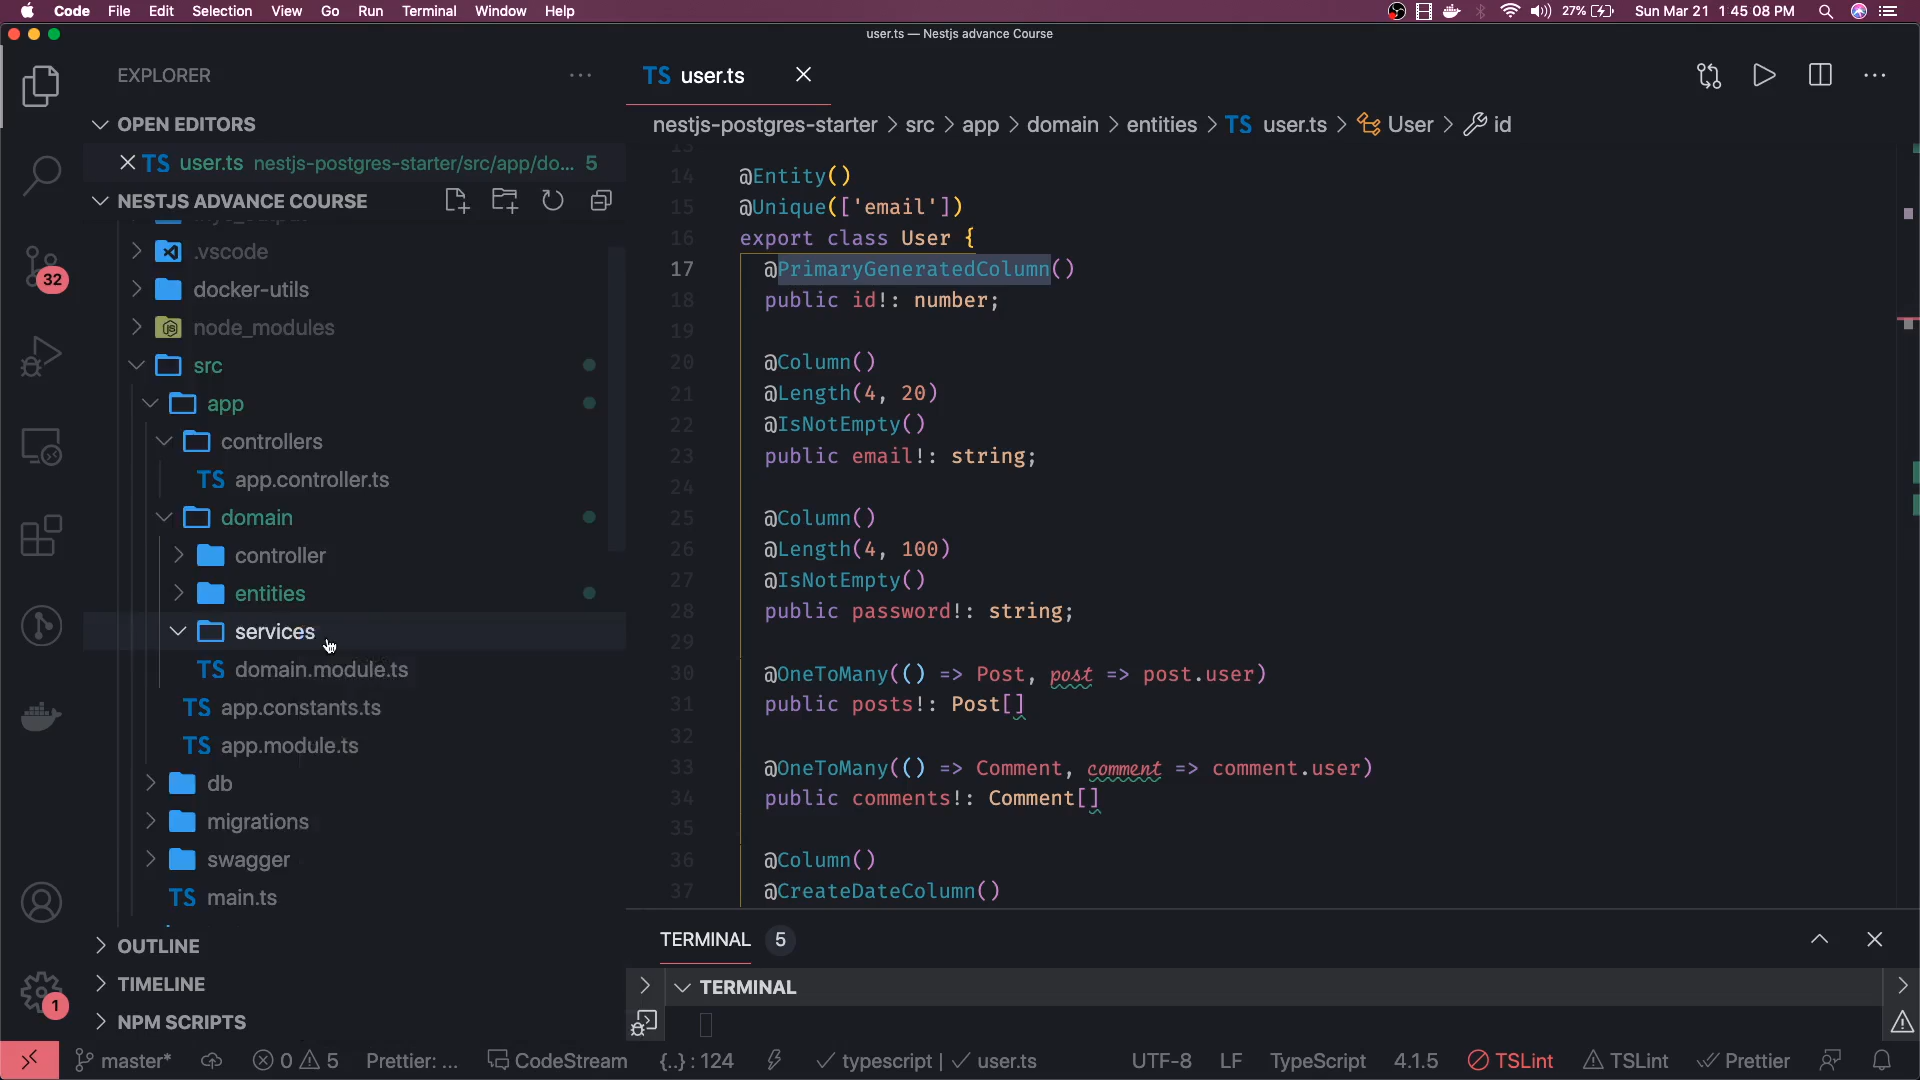 Code File Edit Selection View Go Run Terminal Window Help
27% Sun Mar 21 1 45 08 PM
user.ts — Nestjs advance Course
EXPLORER
OPEN EDITORS
TS user.ts nestjs-postgres-starter/src/app/do... 5
NESTJS ADVANCE COURSE
.vscode
docker-utils
node_modules
src
app
controllers
TS app.controller.ts
domain
controller
entities
services
TS domain.module.ts
TS app.constants.ts
TS app.module.ts
db
migrations
swagger
TS main.ts
OUTLINE
TIMELINE
NPM SCRIPTS
32
1
TS user.ts
nestjs-postgres-starter > src > app > domain > entities > TS user.ts > User > id
13
14 @Entity()
15 @Unique(['email'])
16 export class User {
17 @PrimaryGeneratedColumn()
18 public id!: number;
19
20 @Column()
21 @Length(4, 20)
22 @IsNotEmpty()
23 public email!: string;
24
25 @Column()
26 @Length(4, 100)
27 @IsNotEmpty()
28 public password!: string;
29
30 @OneToMany(() => Post, post => post.user)
31 public posts!: Post[]
32
33 @OneToMany(() => Comment, comment => comment.user)
34 public comments!: Comment[]
35
36 @Column()
37 @CreateDateColumn()
TERMINAL 5
TERMINAL
master* 0 5 Prettier: ... CodeStream {..} : 124 typescript | user.ts UTF-8 LF TypeScript 4.1.5 TSLint TSLint Prettier